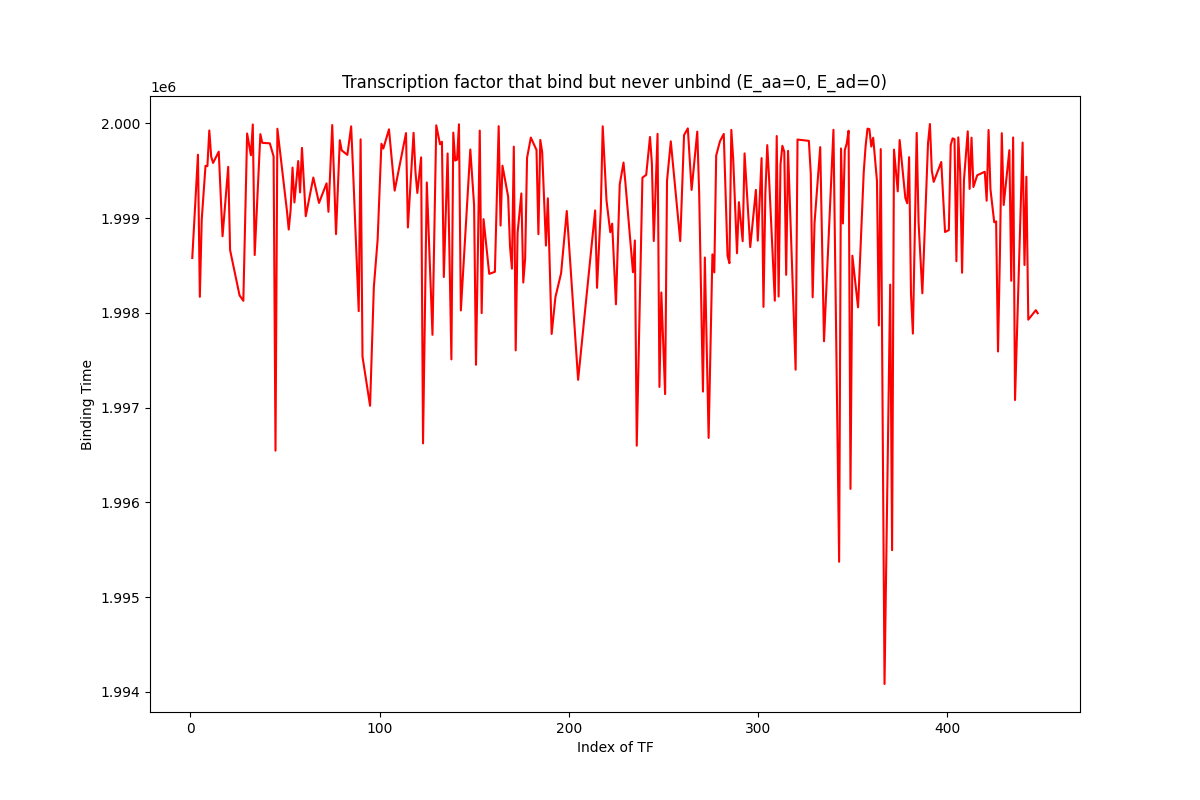 Transcription factor that bind but never unbind (E_aa=0, E_ad=0)
1e6
2.000
1.999
1.998
1.997
1.996
1.995
1.994
Binding Time
0 100 200 300 400
Index of TF